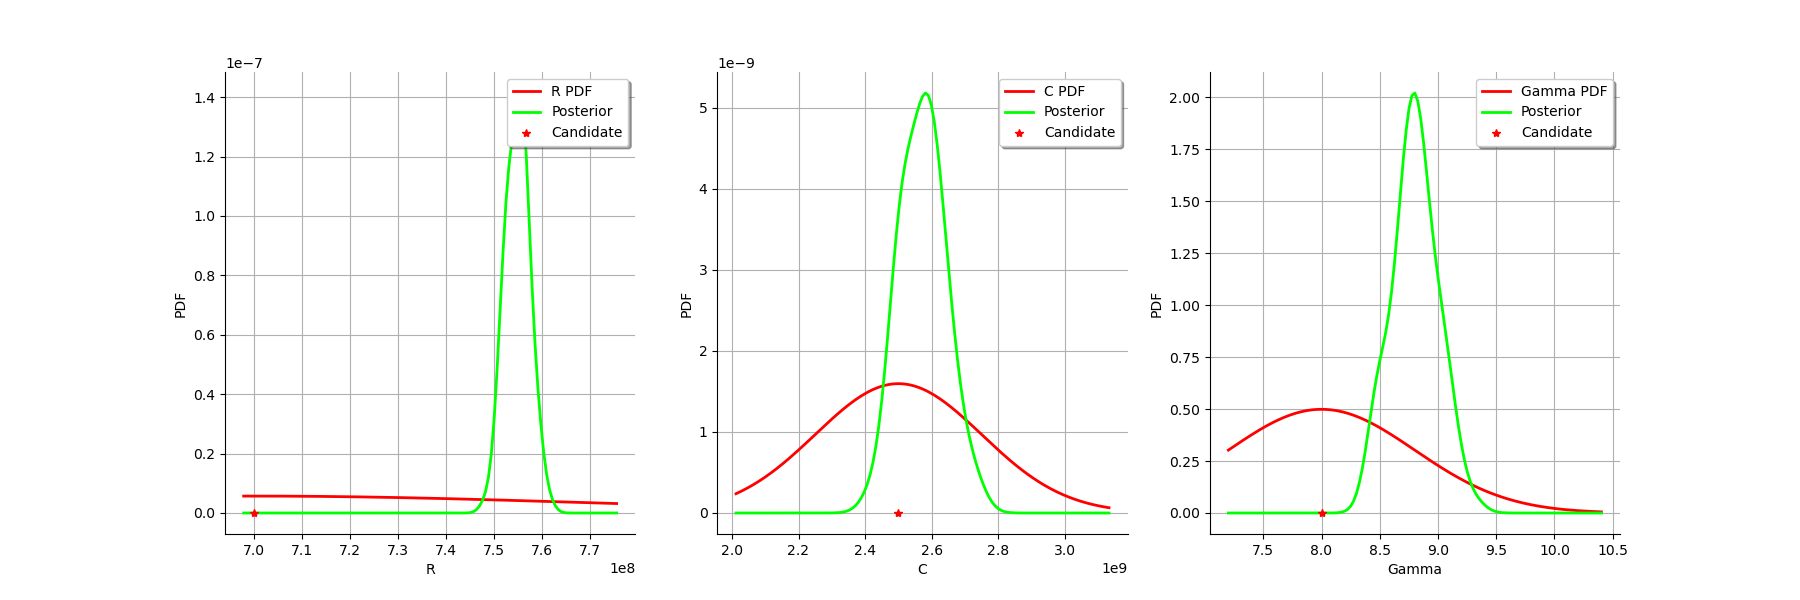 1e−7
R PDF
Posterior
Candidate
1.4
1.2
1.0
0.8
0.6
0.4
0.2
0.0
PDF
7.0 7.1 7.2 7.3 7.4 7.5 7.6 7.7
1e8
R
1e−9
C PDF
Posterior
Candidate
5
4
3
2
1
0
PDF
2.0 2.2 2.4 2.6 2.8 3.0
1e9
C
Gamma PDF
Posterior
Candidate
2.00
1.75
1.50
1.25
1.00
0.75
0.50
0.25
0.00
PDF
7.5 8.0 8.5 9.0 9.5 10.0 10.5
Gamma